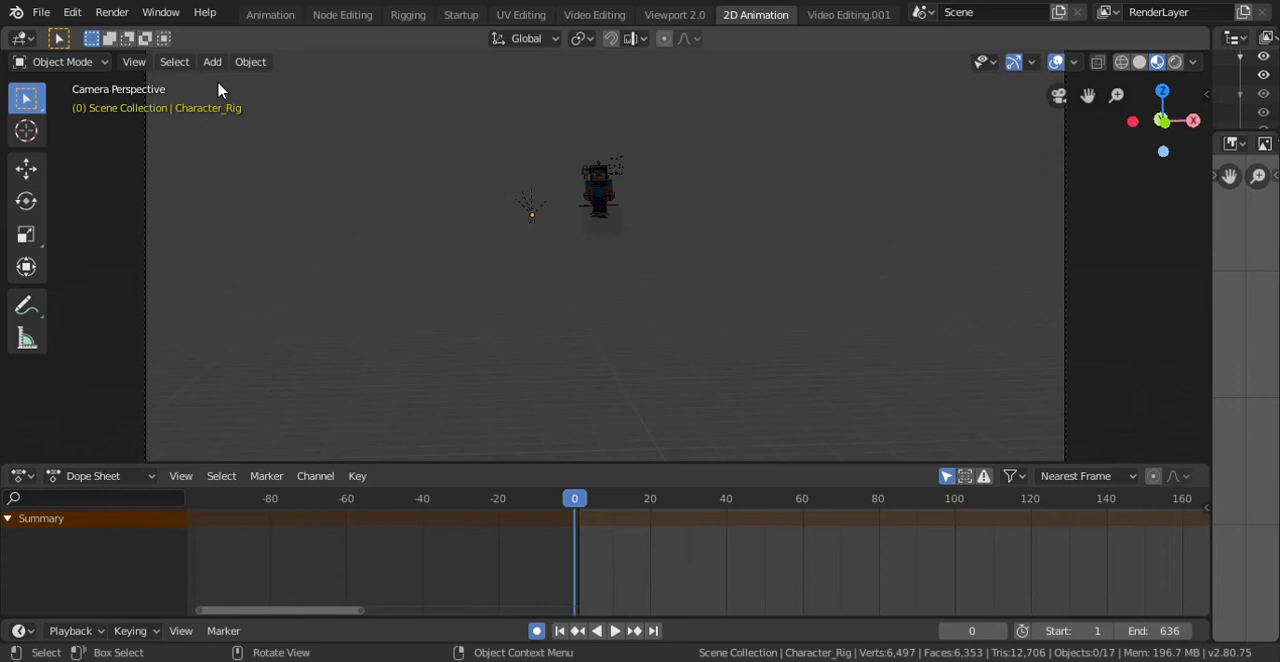 File Edit Render Window Help Animation Node Editing Rigging Startup UV Editing Video Editing Viewport 2.0 2D Animation Video Editing.001 Scene RenderLayer
Global
Object Mode View Select Add Object
Camera Perspective
(0) Scene Collection | Character_Rig
Z
X
Dope Sheet View Select Marker Channel Key Nearest Frame
-80 -60 -40 -20 0 20 40 60 80 100 120 140 160
Summary
Playback Keying View Marker 0 Start: 1 End: 636
Select Box Select Rotate View Object Context Menu Scene Collection | Character_Rig | Verts:6,497 | Faces:6,353 | Tris:12,706 | Objects:0/17 | Mem: 196.7 MB | v2.80.75